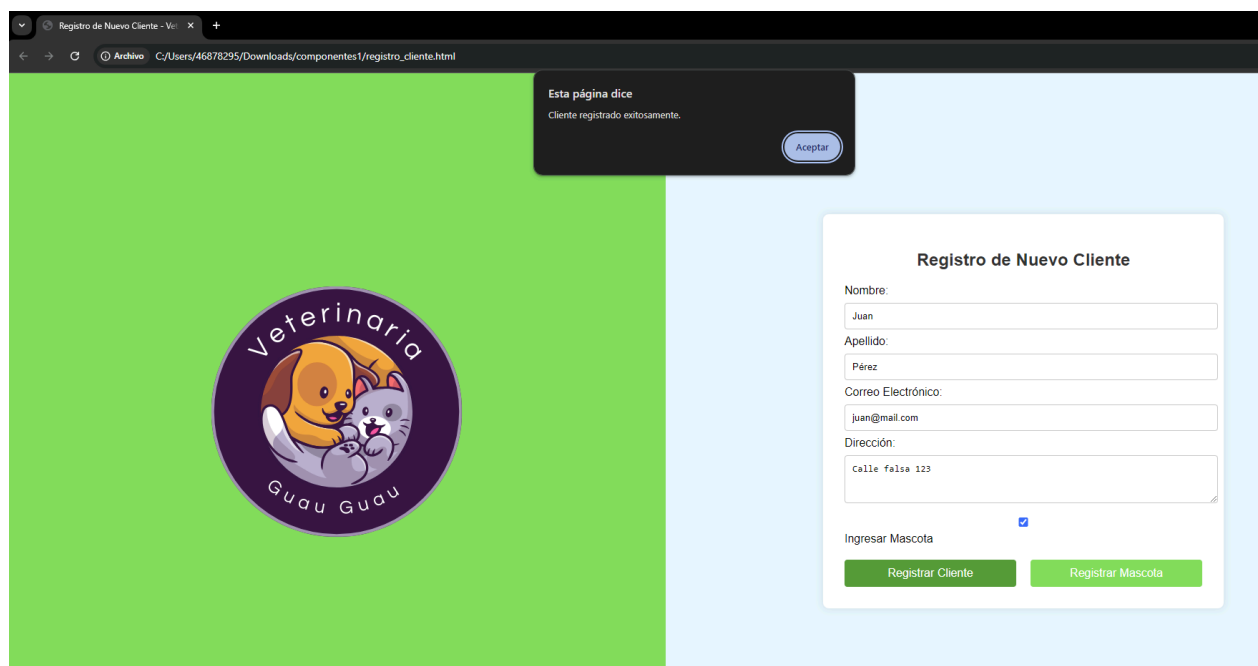 Registro de Nuevo Cliente - Vet
Archivo C:/Users/46878295/Downloads/componentes1/registro_cliente.html
Esta página dice
Cliente registrado exitosamente.
Aceptar
Veterinaria
Guau Guau
Registro de Nuevo Cliente
Nombre:
Juan
Apellido:
Pérez
Correo Electrónico:
juan@mail.com
Dirección:
Calle falsa 123
Ingresar Mascota
Registrar Cliente
Registrar Mascota